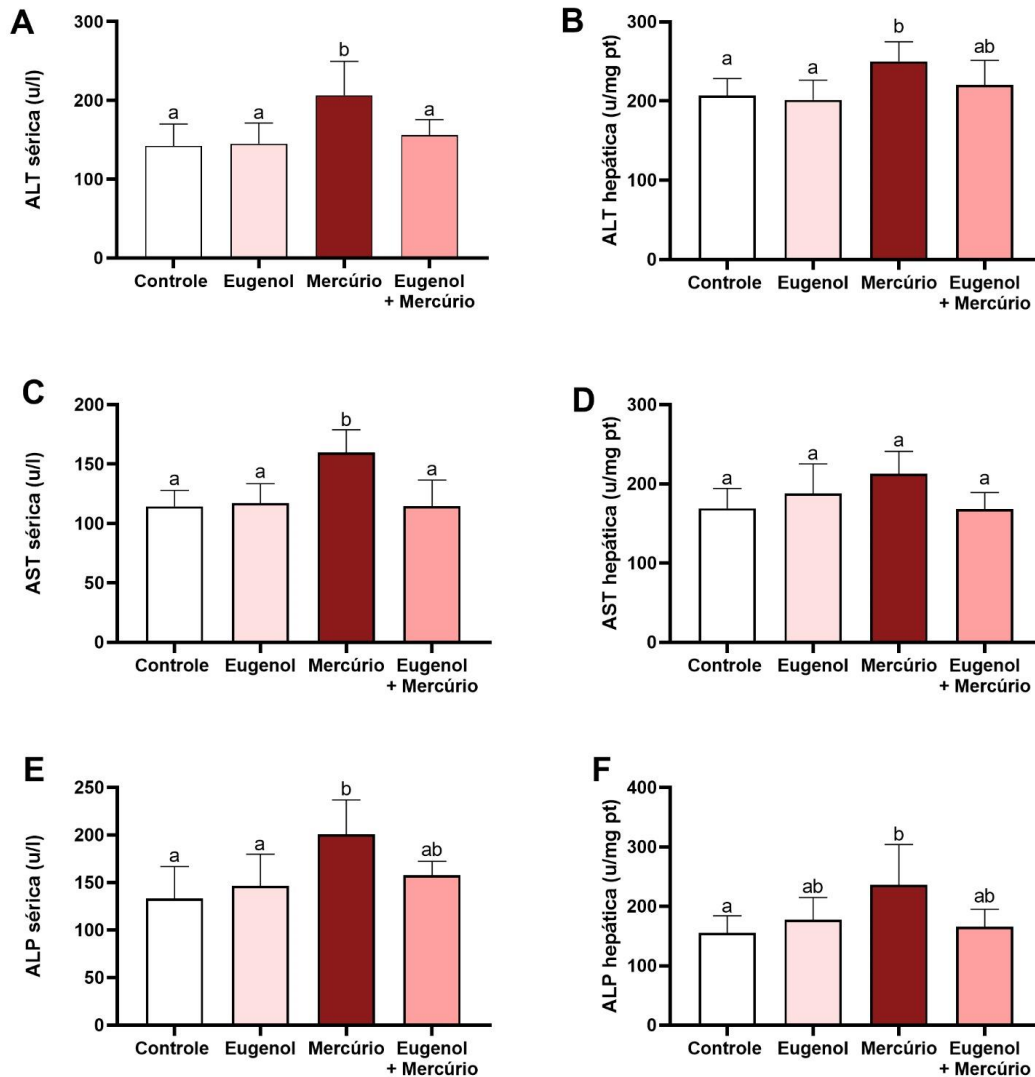 A
ALT sérica (u/l)
300
200
100
0
a
a
b
a
Controle
Eugenol
Mercúrio
Eugenol
+ Mercúrio
B
ALT hepática (u/mg pt)
300
200
100
0
a
a
b
ab
Controle
Eugenol
Mercúrio
Eugenol
+ Mercúrio
C
AST sérica (u/l)
200
150
100
50
0
a
a
b
a
Controle
Eugenol
Mercúrio
Eugenol
+ Mercúrio
D
AST hepática (u/mg pt)
300
200
100
0
a
a
a
a
Controle
Eugenol
Mercúrio
Eugenol
+ Mercúrio
E
ALP sérica (u/l)
250
200
150
100
50
0
a
a
b
ab
Controle
Eugenol
Mercúrio
Eugenol
+ Mercúrio
F
ALP hepática (u/mg pt)
400
300
200
100
0
a
ab
b
ab
Controle
Eugenol
Mercúrio
Eugenol
+ Mercúrio